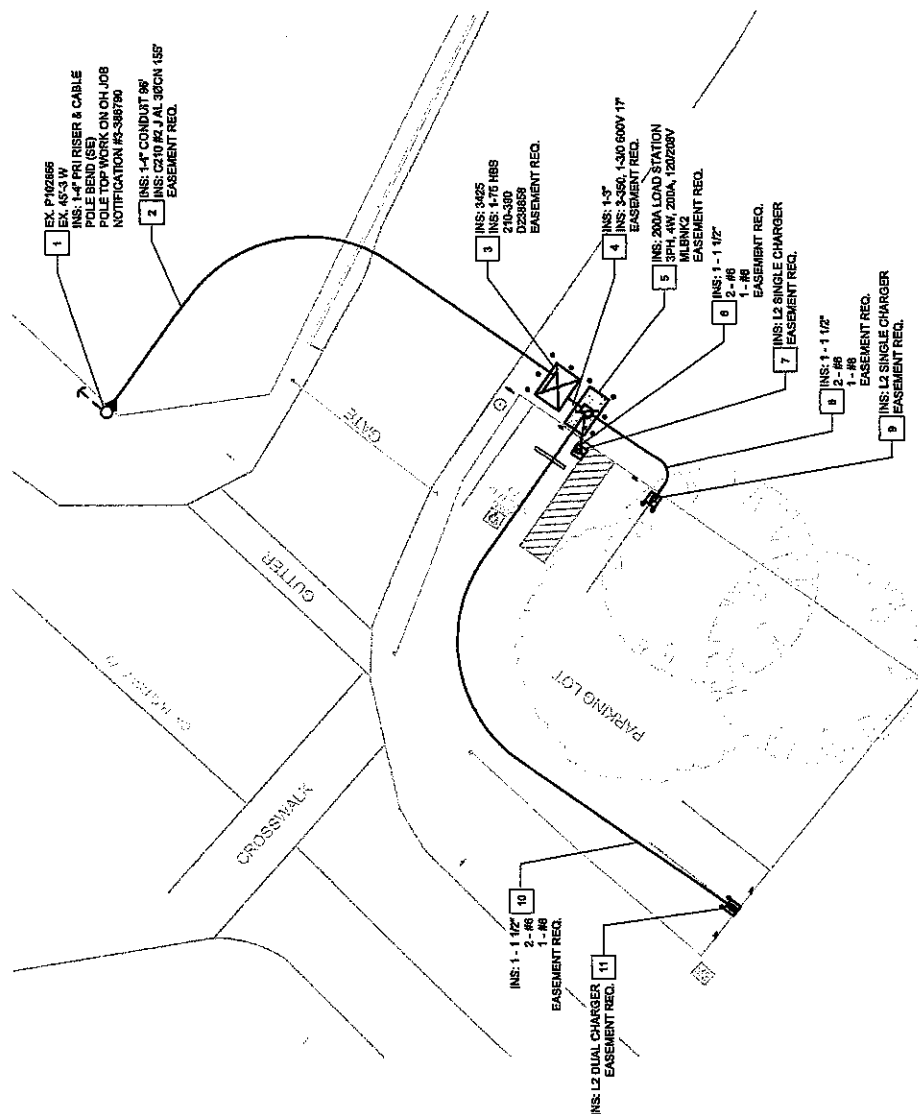 1
EX. P102666
EX. 45'-3 W
INS: 1-4" PRI RISER & CABLE
POLE BEND (SE)
POLE TOP WORK ON OH JOB
NOTIFICATION #3-388790
2
INS: 1-4" CONDUIT 96'
INS: C210 #2 J AL 3ØCN 155'
EASEMENT REQ.
3
INS: 3425
INS: 1-75 HBS
210-380
D238658
EASEMENT REQ.
4
INS: 1-3"
INS: 3-350, 1-3/0 600V 17'
EASEMENT REQ.
5
INS: 200A LOAD STATION
3PH, 4W, 200A, 120/208V
MLBNK2
EASEMENT REQ.
6
INS: 1 - 1 1/2"
2 - #6
1 - #8
EASEMENT REQ.
7
INS: L2 SINGLE CHARGER
EASEMENT REQ.
8
INS: 1 - 1 1/2"
2 - #6
1 - #8
EASEMENT REQ.
9
INS: L2 SINGLE CHARGER
EASEMENT REQ.
10
INS: 1 - 1 1/2"
2 - #6
1 - #8
EASEMENT REQ.
11
INS: L2 DUAL CHARGER
EASEMENT REQ.
GATE
GUTTER
CROSSWALK
PARKING LOT